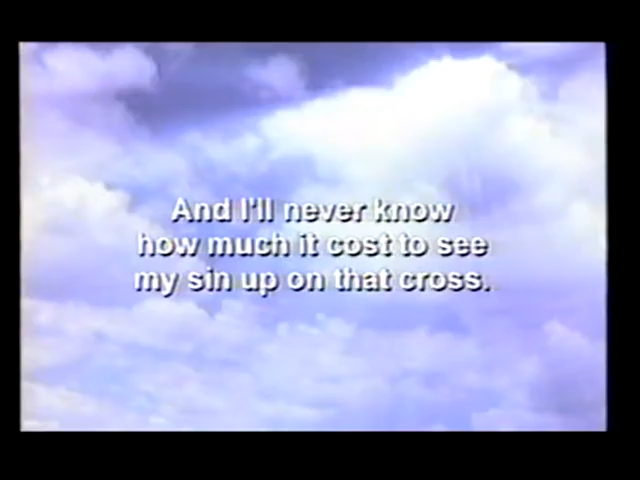 And I'll never know
how much it cost to see
my sin up on that cross.